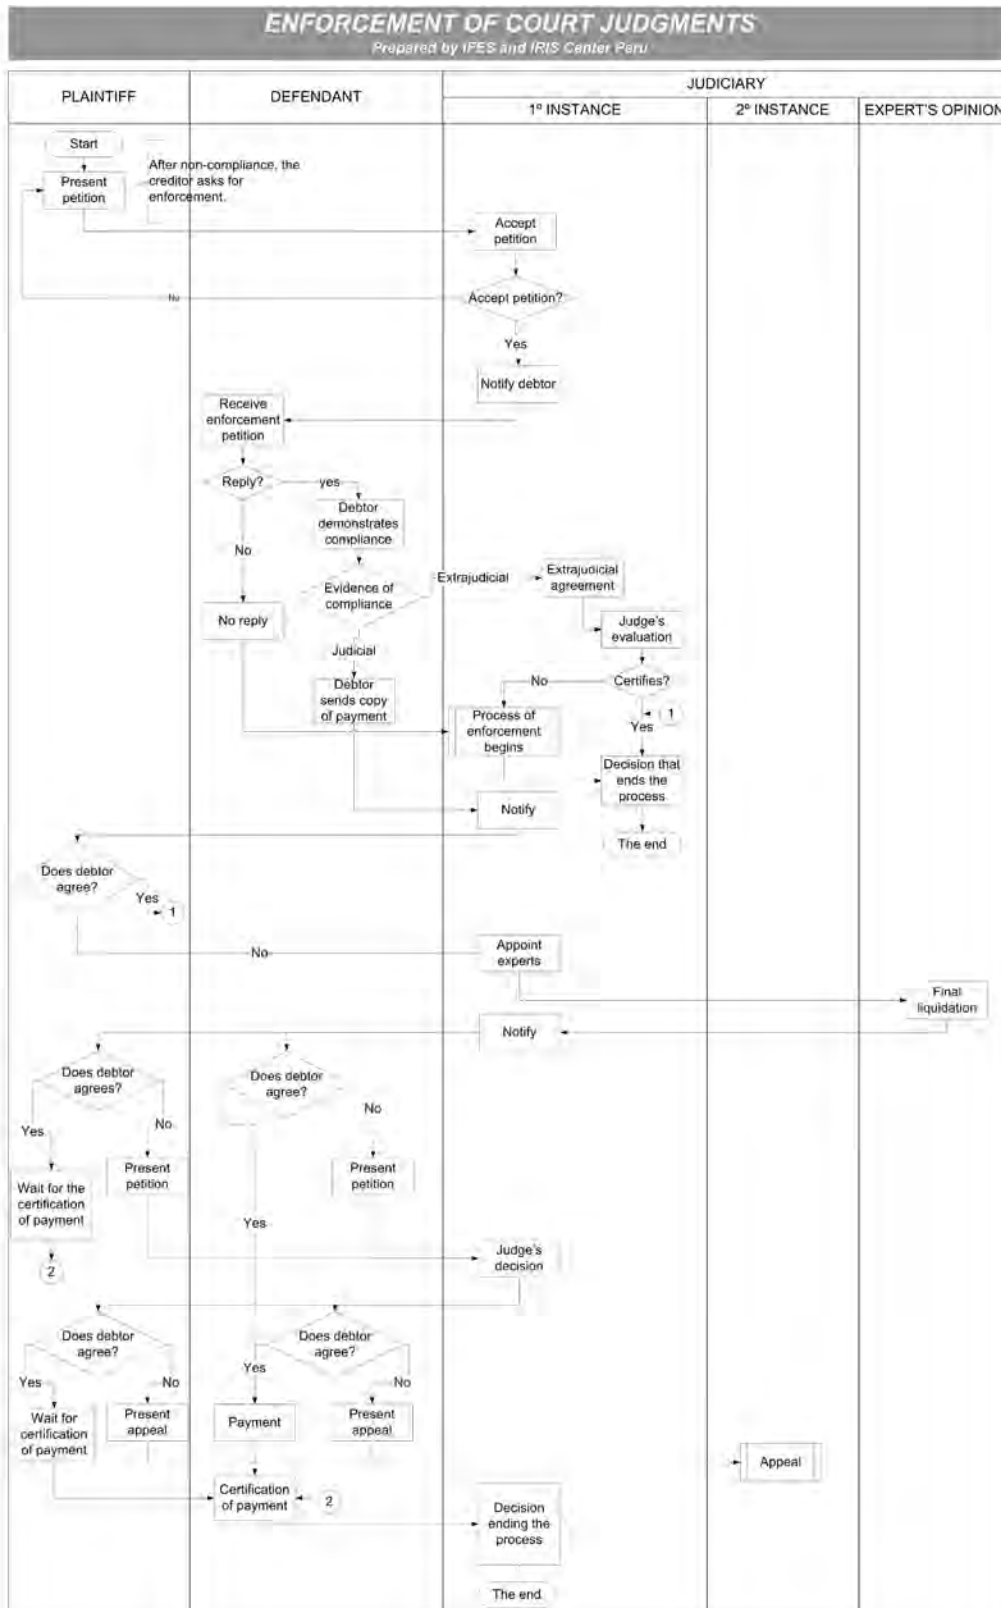 ENFORCEMENT OF COURT JUDGMENTS
Prepared by IFES and IRIS Center Peru
PLAINTIFF
DEFENDANT
JUDICIARY
1º INSTANCE
2º INSTANCE
EXPERT'S OPINION
Start
Present
petition
After non-compliance, the
creditor asks for
enforcement.
Accept
petition
No
Accept petition?
Yes
Notify debtor
Receive
enforcement
petition
Reply?
yes
Debtor
demonstrates
compliance
No
Evidence of
compliance
Extrajudicial
Extrajudicial
agreement
No reply
Judge's
evaluation
Judicial
Certifies?
No
Debtor
sends copy
of payment
Process of
enforcement
begins
1
Yes
Decision that
ends the
process
Notify
The end
Does debtor
agree?
Yes
1
No
Appoint
experts
Final
liquidation
Notify
Does debtor
agrees?
Does debtor
agree?
Yes
No
No
Wait for the
certification
of payment
Present
petition
Present
petition
Yes
2
Judge's
decision
Does debtor
agree?
Does debtor
agree?
Yes
No
Yes
No
Wait for
certification
of payment
Present
appeal
Payment
Present
appeal
Appeal
Certification
of payment
2
Decision
ending the
process
The end